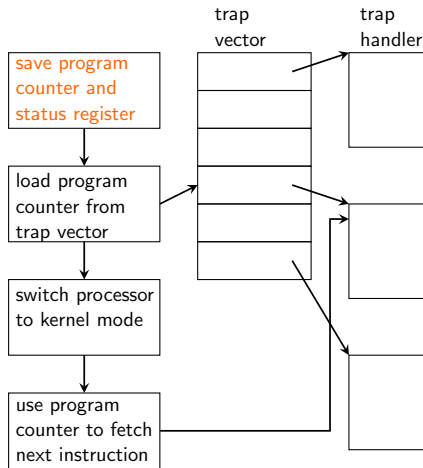 trap
vector
trap
handler
save program
counter and
status register
load program
counter from
trap vector
switch processor
to kernel mode
use program
counter to fetch
next instruction